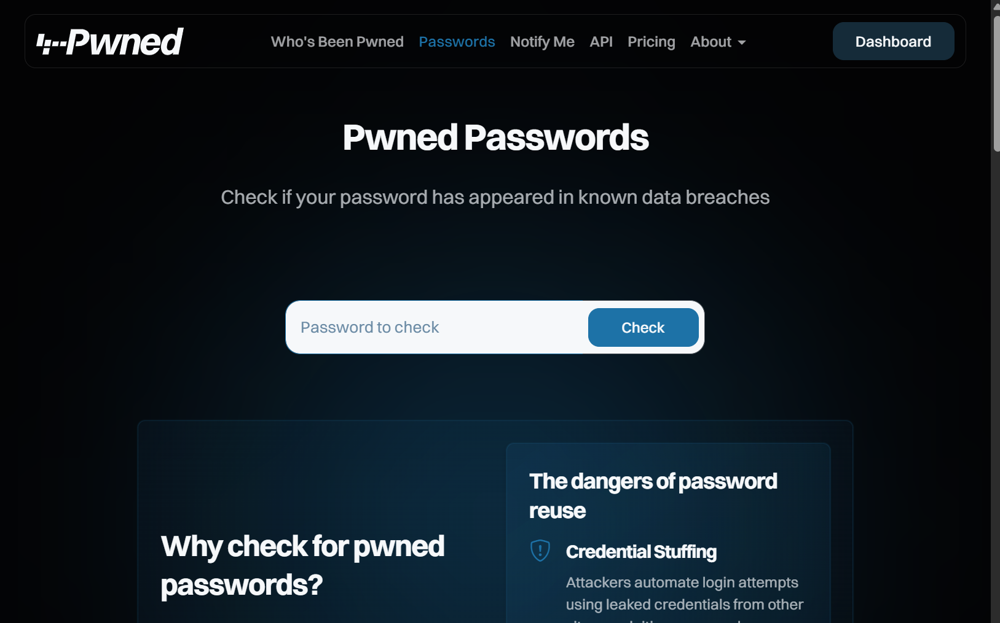 Pwned
Who's Been Pwned Passwords Notify Me API Pricing About Dashboard
Pwned Passwords
Check if your password has appeared in known data breaches
Password to check Check
Why check for pwned
passwords?
The dangers of password
reuse
Credential Stuffing
Attackers automate login attempts
using leaked credentials from other